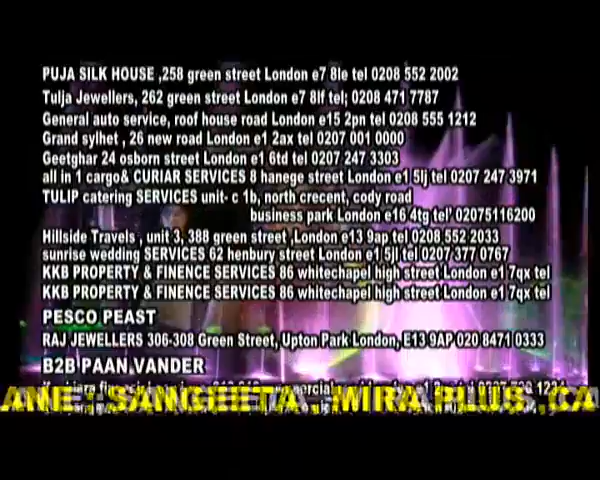 PUJA SILK HOUSE ,258 green street London e7 8le tel 0208 552 2002
Tulja Jewellers, 262 green street London e7 8lf tel; 0208 471 7787
General auto service, roof house road London e15 2pn tel 0208 555 1212
Grand sylhet , 26 new road London e1 2ax tel 0207 001 0000
Geetghar 24 osborn street London e1 6td tel 0207 247 3303
all in 1 cargo& CURIAR SERVICES 8 hanege street London e1 5lj tel 0207 247 3971
TULIP catering SERVICES unit- c 1b, north crecent, cody road
business park London e16 4tg tel' 02075116200
Hillside Travels , unit 3, 388 green street ,London e13 9ap tel 0208 552 2033
sunrise wedding SERVICES 62 henbury street London e1 5jl tel 0207 377 0767
KKB PROPERTY & FINENCE SERVICES 86 whitechapel high street London e1 7qx tel
KKB PROPERTY & FINENCE SERVICES 86 whitechapel high street London e1 7qx tel
PESCO PEAST
RAJ JEWELLERS 306-308 Green Street, Upton Park London, E13 9AP 020 8471 0333
B2B PAAN VANDER
ANE ; SANGEETA , MIRA PLUS ,CA